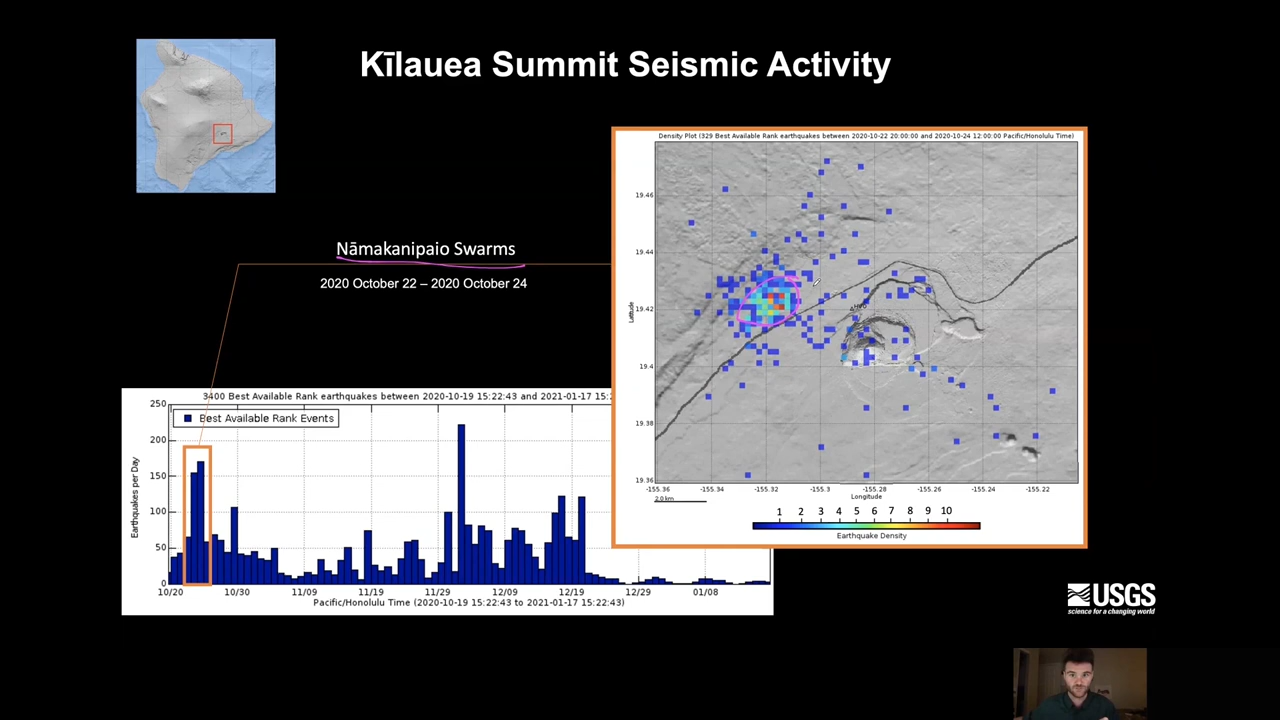 Kīlauea Summit Seismic Activity
Density Plot (329 Best Available Rank earthquakes between 2020-10-22 20:00:00 and 2020-10-24 12:00:00 Pacific/Honolulu Time)
19.46
19.44
19.42
19.4
19.38
19.36
Latitude
HVO
-155.36 -155.34 -155.32 -155.3 -155.28 -155.26 -155.24 -155.22
Longitude
2.0 km
1 2 3 4 5 6 7 8 9 10
Earthquake Density
Nāmakanipaio Swarms
2020 October 22 – 2020 October 24
3400 Best Available Rank earthquakes between 2020-10-19 15:22:43 and 2021-01-17 15:2
Best Available Rank Events
250
200
150
100
50
0
Earthquakes per Day
10/20 10/30 11/09 11/19 11/29 12/09 12/19 12/29 01/08
Pacific/Honolulu Time (2020-10-19 15:22:43 to 2021-01-17 15:22:43)
USGS
science for a changing world